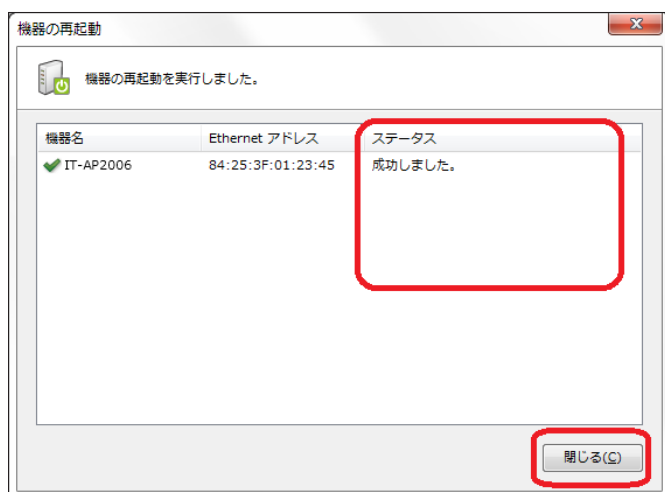 機器の再起動
機器の再起動を実行しました。
機器名 Ethernet アドレス ステータス
IT-AP2006 84:25:3F:01:23:45 成功しました。
閉じる(C)